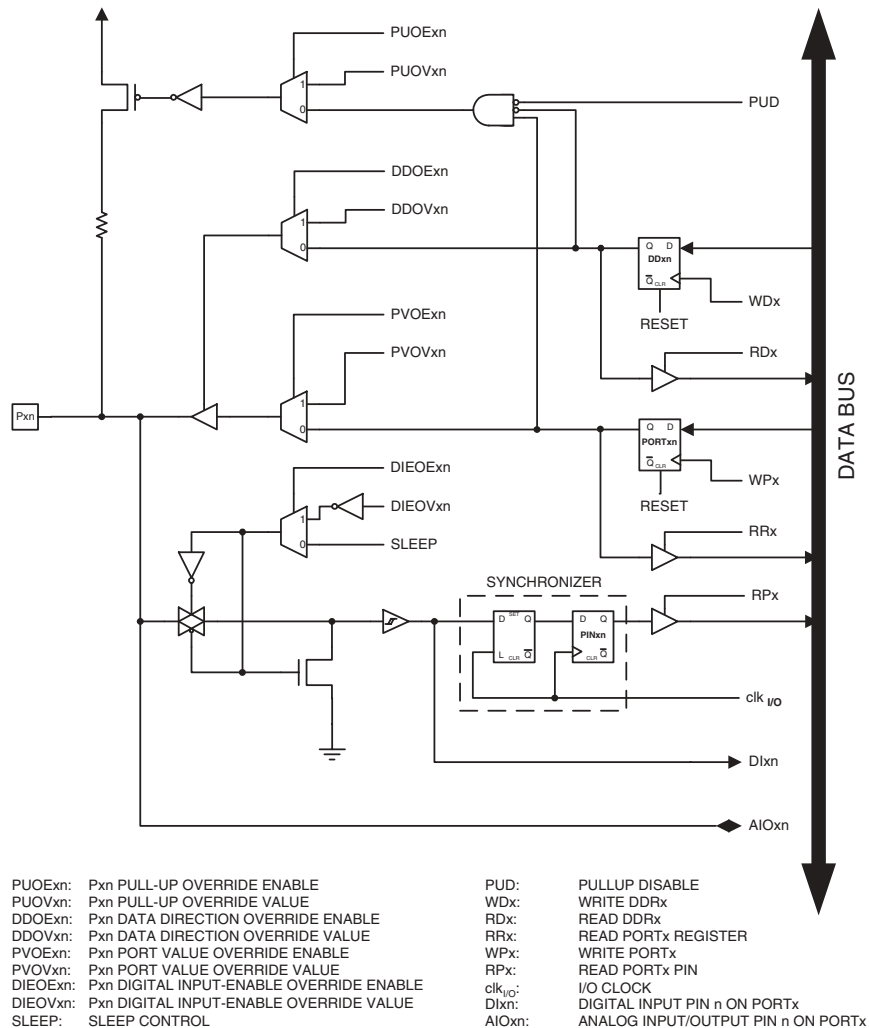 PUOExn
PUOVxn
1
0
PUD
DDOExn
DDOVxn
1
0
Q D
DDxn
Q CLR
WDx
RESET
PVOExn
PVOVxn
RDx
1
0
Pxn
Q D
PORTxn
Q CLR
WPx
RESET
DATA BUS
DIEOExn
DIEOVxn
1
0
SLEEP
RRx
SYNCHRONIZER
RPx
D SET Q
L CLR Q
D Q
PINxn
CLR Q
clk I/O
DIxn
AIOxn
PUOExn: Pxn PULL-UP OVERRIDE ENABLE
PUOVxn: Pxn PULL-UP OVERRIDE VALUE
DDOExn: Pxn DATA DIRECTION OVERRIDE ENABLE
DDOVxn: Pxn DATA DIRECTION OVERRIDE VALUE
PVOExn: Pxn PORT VALUE OVERRIDE ENABLE
PVOVxn: Pxn PORT VALUE OVERRIDE VALUE
DIEOExn: Pxn DIGITAL INPUT-ENABLE OVERRIDE ENABLE
DIEOVxn: Pxn DIGITAL INPUT-ENABLE OVERRIDE VALUE
SLEEP: SLEEP CONTROL
PUD: PULLUP DISABLE
WDx: WRITE DDRx
RDx: READ DDRx
RRx: READ PORTx REGISTER
WPx: WRITE PORTx
RPx: READ PORTx PIN
clkI/O: I/O CLOCK
DIxn: DIGITAL INPUT PIN n ON PORTx
AIOxn: ANALOG INPUT/OUTPUT PIN n ON PORTx